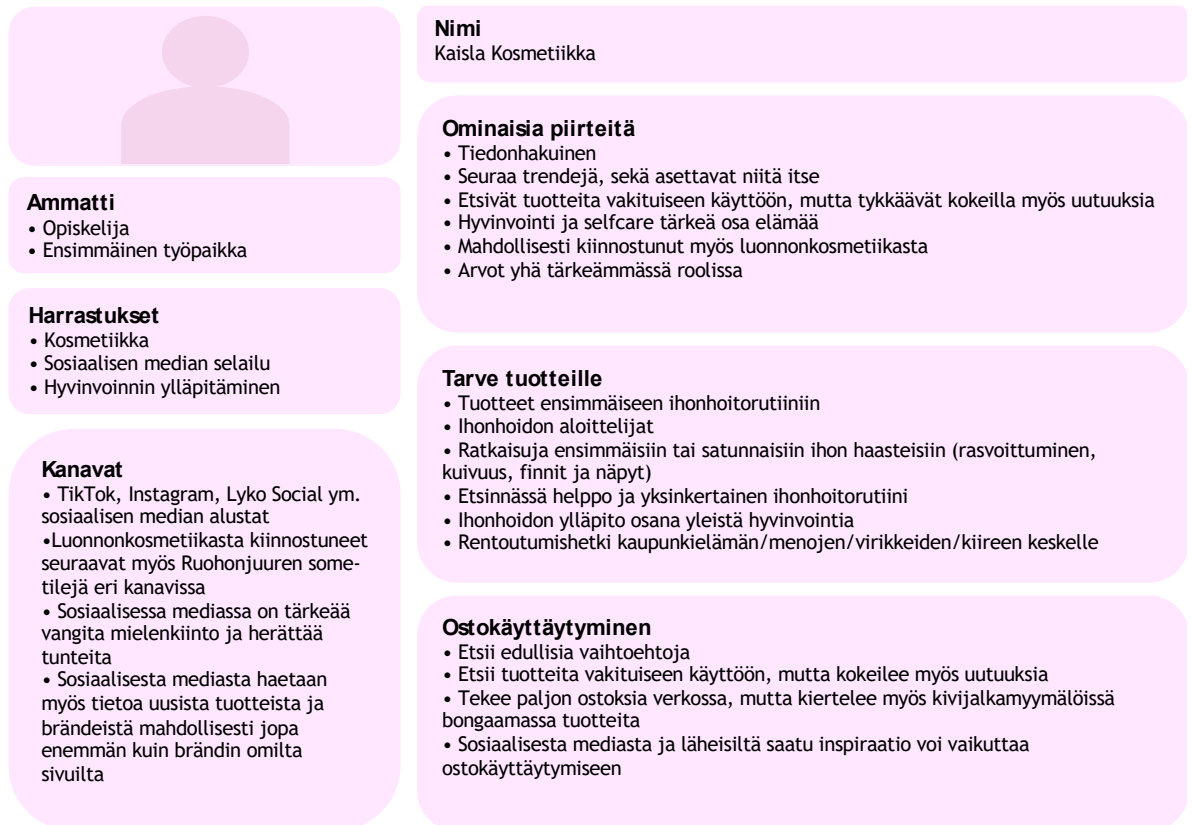 Nimi
Kaisla Kosmetiikka
Ammatti
• Opiskelija
• Ensimmäinen työpaikka
Harrastukset
• Kosmetiikka
• Sosiaalisen median selailu
• Hyvinvoinnin ylläpitäminen
Kanavat
• TikTok, Instagram, Lyko Social ym.
sosiaalisen median alustat
•Luonnonkosmetiikasta kiinnostuneet
seuraavat myös Ruohonjuuren some-
tilejä eri kanavissa
• Sosiaalisessa mediassa on tärkeää
vangita mielenkiinto ja herättää
tunteita
• Sosiaalisesta mediasta haetaan
myös tietoa uusista tuotteista ja
brändeistä mahdollisesti jopa
enemmän kuin brändin omilta
sivuilta
Ominaisia piirteitä
• Tiedonhakuinen
• Seuraa trendejä, sekä asettavat niitä itse
• Etsivät tuotteita vakituiseen käyttöön, mutta tykkäävät kokeilla myös uutuuksia
• Hyvinvointi ja selfcare tärkeä osa elämää
• Mahdollisesti kiinnostunut myös luonnonkosmetiikasta
• Arvot yhä tärkeämmässä roolissa
Tarve tuotteille
• Tuotteet ensimmäiseen ihonhoitorutiiniin
• Ihonhoidon aloittelijat
• Ratkaisuja ensimmäisiin tai satunnaisiin ihon haasteisiin (rasvoittuminen,
kuivuus, finnit ja näpyt)
• Etsinnässä helppo ja yksinkertainen ihonhoitorutiini
• Ihonhoidon ylläpito osana yleistä hyvinvointia
• Rentoutumishetki kaupunkielämän/menojen/virikkeiden/kiireen keskelle
Ostokäyttäytyminen
• Etsii edullisia vaihtoehtoja
• Etsii tuotteita vakituiseen käyttöön, mutta kokeilee myös uutuuksia
• Tekee paljon ostoksia verkossa, mutta kiertelee myös kivijalkamyymälöissä
bongaamassa tuotteita
• Sosiaalisesta mediasta ja läheisiltä saatu inspiraatio voi vaikuttaa
ostokäyttäytymiseen